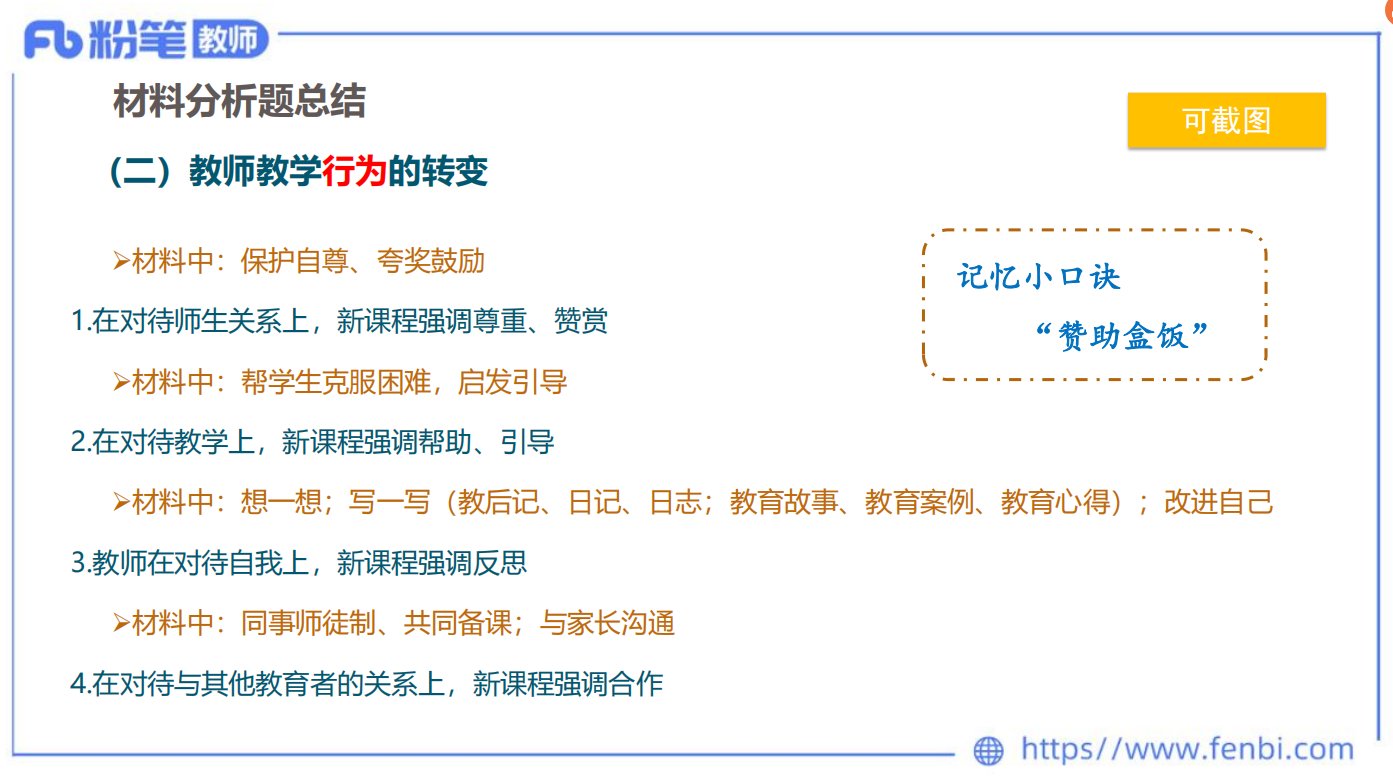 粉笔教师
材料分析题总结
可截图
（二）教师教学行为的转变
➢材料中：保护自尊、夸奖鼓励
记忆小口诀
1.在对待师生关系上，新课程强调尊重、赞赏
“赞助盒饭”
➢材料中：帮学生克服困难，启发引导
2.在对待教学上，新课程强调帮助、引导
➢材料中：想一想；写一写（教后记、日记、日志；教育故事、教育案例、教育心得）；改进自己
3.教师在对待自我上，新课程强调反思
➢材料中：同事师徒制、共同备课；与家长沟通
4.在对待与其他教育者的关系上，新课程强调合作
https//www.fenbi.com